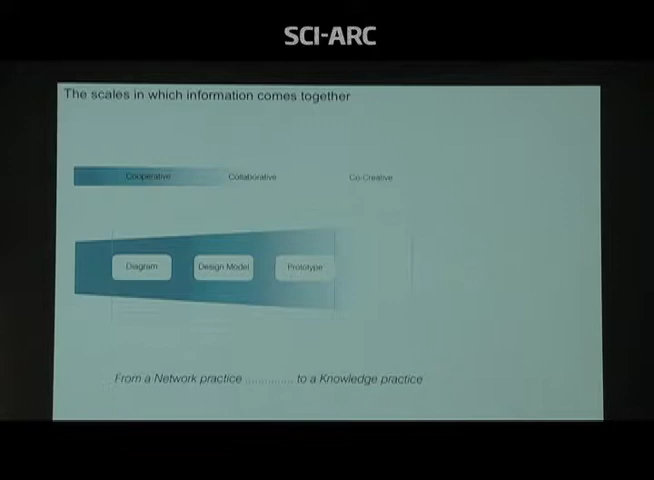 SCI-ARC
The scales in which information comes together
Cooperative Collaborative Co-Creative
Diagram Design Model Prototype
From a Network practice .............. to a Knowledge practice